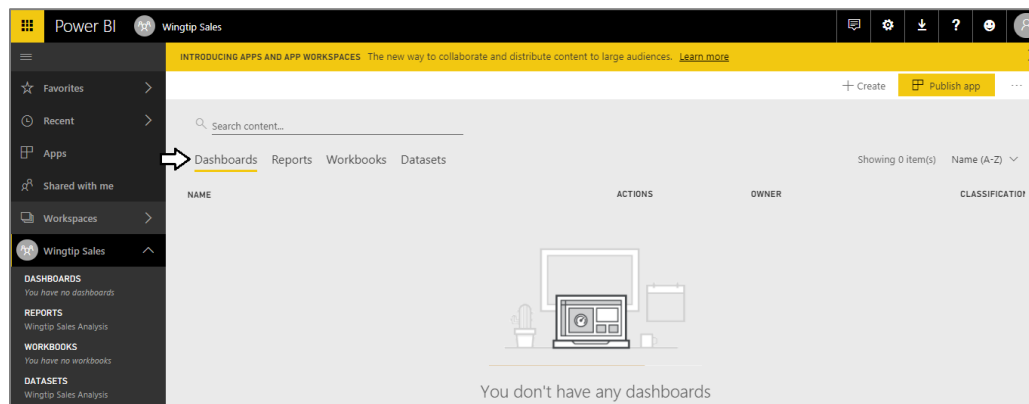 Power BI Wingtip Sales ?
INTRODUCING APPS AND APP WORKSPACES The new way to collaborate and distribute content to large audiences. Learn more
Favorites
Create Publish app ...
Recent
Search content...
Apps
Dashboards Reports Workbooks Datasets Showing 0 item(s) Name (A-Z)
Shared with me
NAME ACTIONS OWNER
Workspaces
Wingtip Sales
DASHBOARDS
You have no dashboards
REPORTS
Wingtip Sales Analysis
WORKBOOKS
You have no workbooks
DATASETS
Wingtip Sales Analysis
You don't have any dashboards